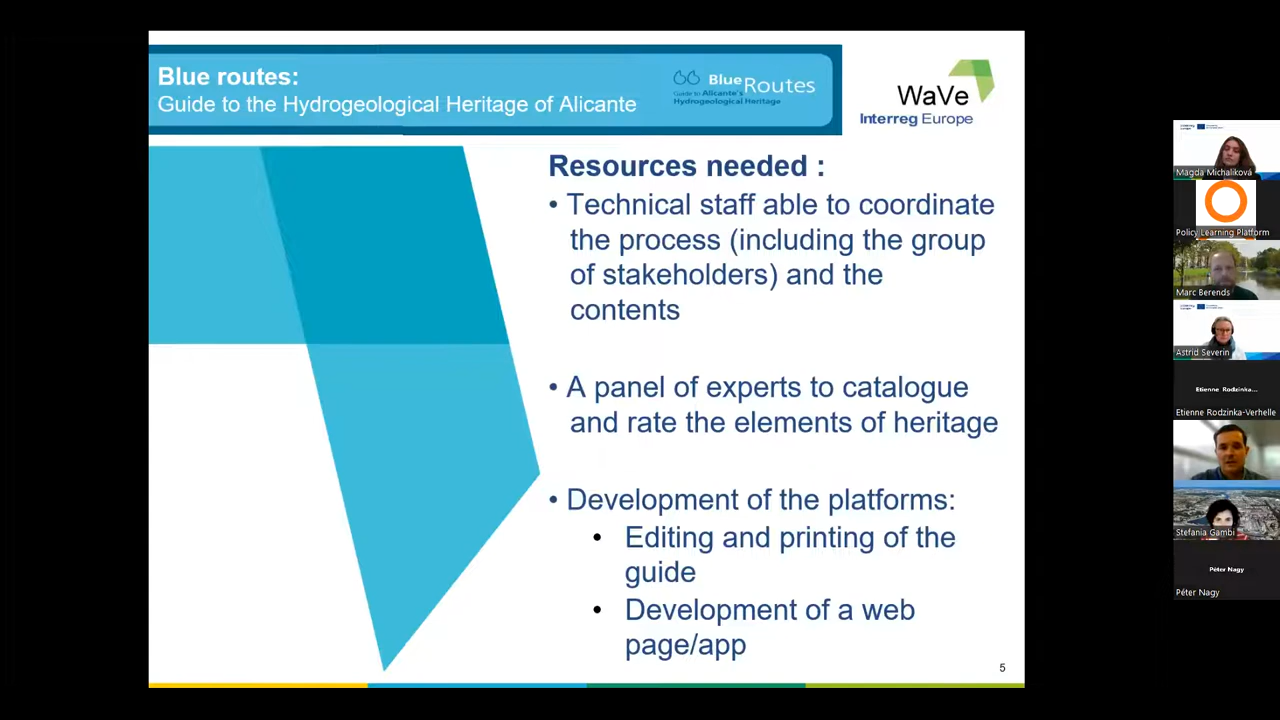 Blue routes:
Guide to the Hydrogeological Heritage of Alicante
Blue Routes
Guide to Alicante's
Hydrogeological Heritage
WaVe
Interreg Europe
Resources needed :
• Technical staff able to coordinate
the process (including the group
of stakeholders) and the
contents
• A panel of experts to catalogue
and rate the elements of heritage
• Development of the platforms:
• Editing and printing of the
guide
• Development of a web
page/app
5
Magda Michaliková
Policy Learning Platform
Marc Berends
Astrid Severin
Etienne Rodzinka...
Etienne Rodzinka-Verhelle
Stefania Gambi
Péter Nagy
Péter Nagy